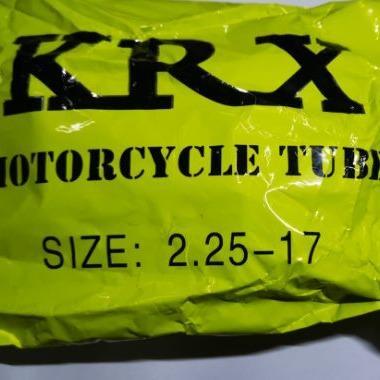 KRX
MOTORCYCLE TUBE
SIZE: 2.25-17